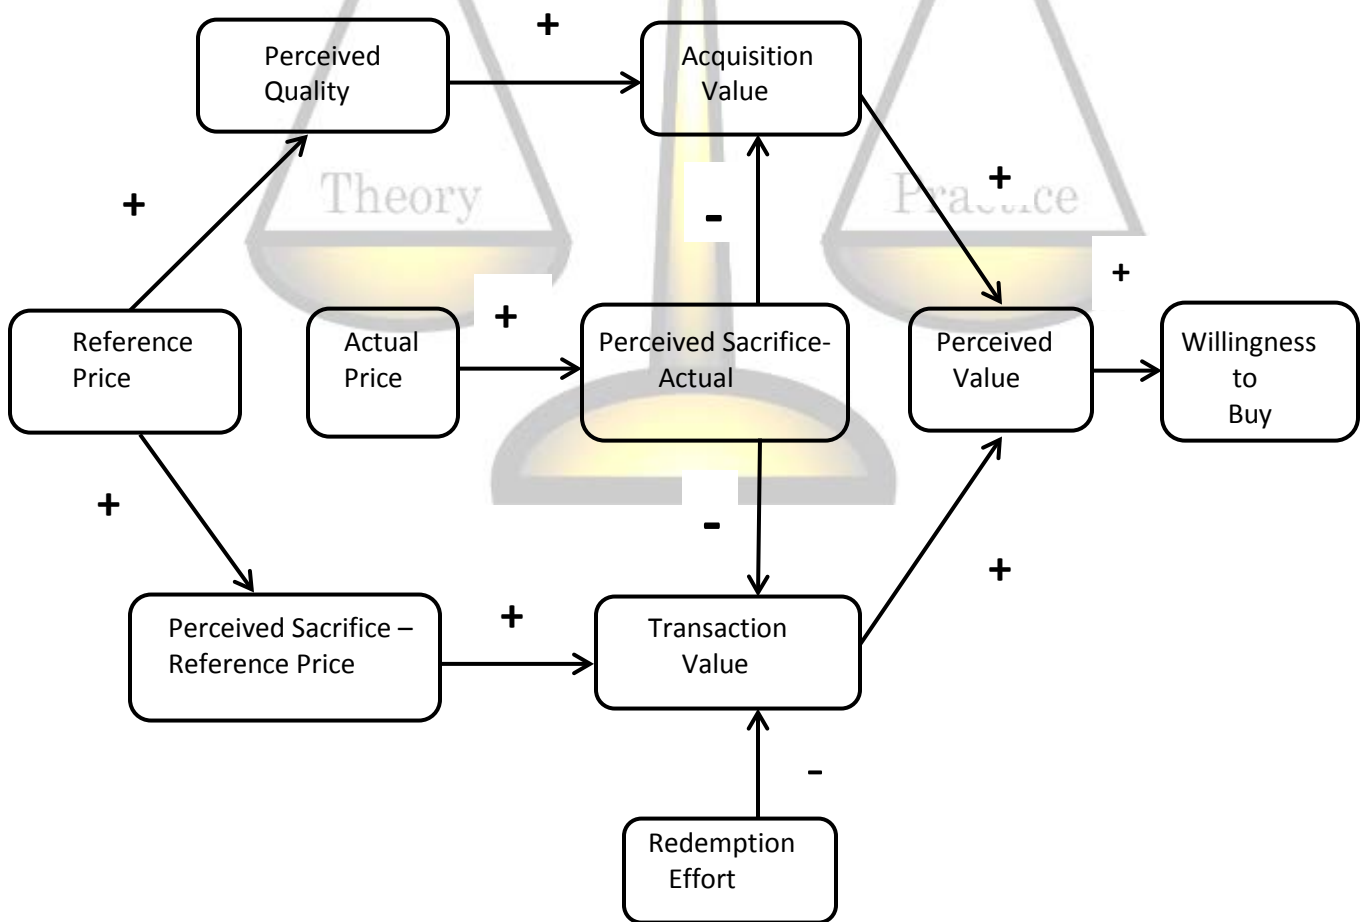 +
Perceived
Quality
Acquisition
Value
+
Theory
-
+
Practice
+
Reference
Price
Actual
Price
+
Perceived Sacrifice-
Actual
Perceived
Value
Willingness
to
Buy
+
-
+
Perceived Sacrifice –
Reference Price
+
Transaction
Value
-
Redemption
Effort